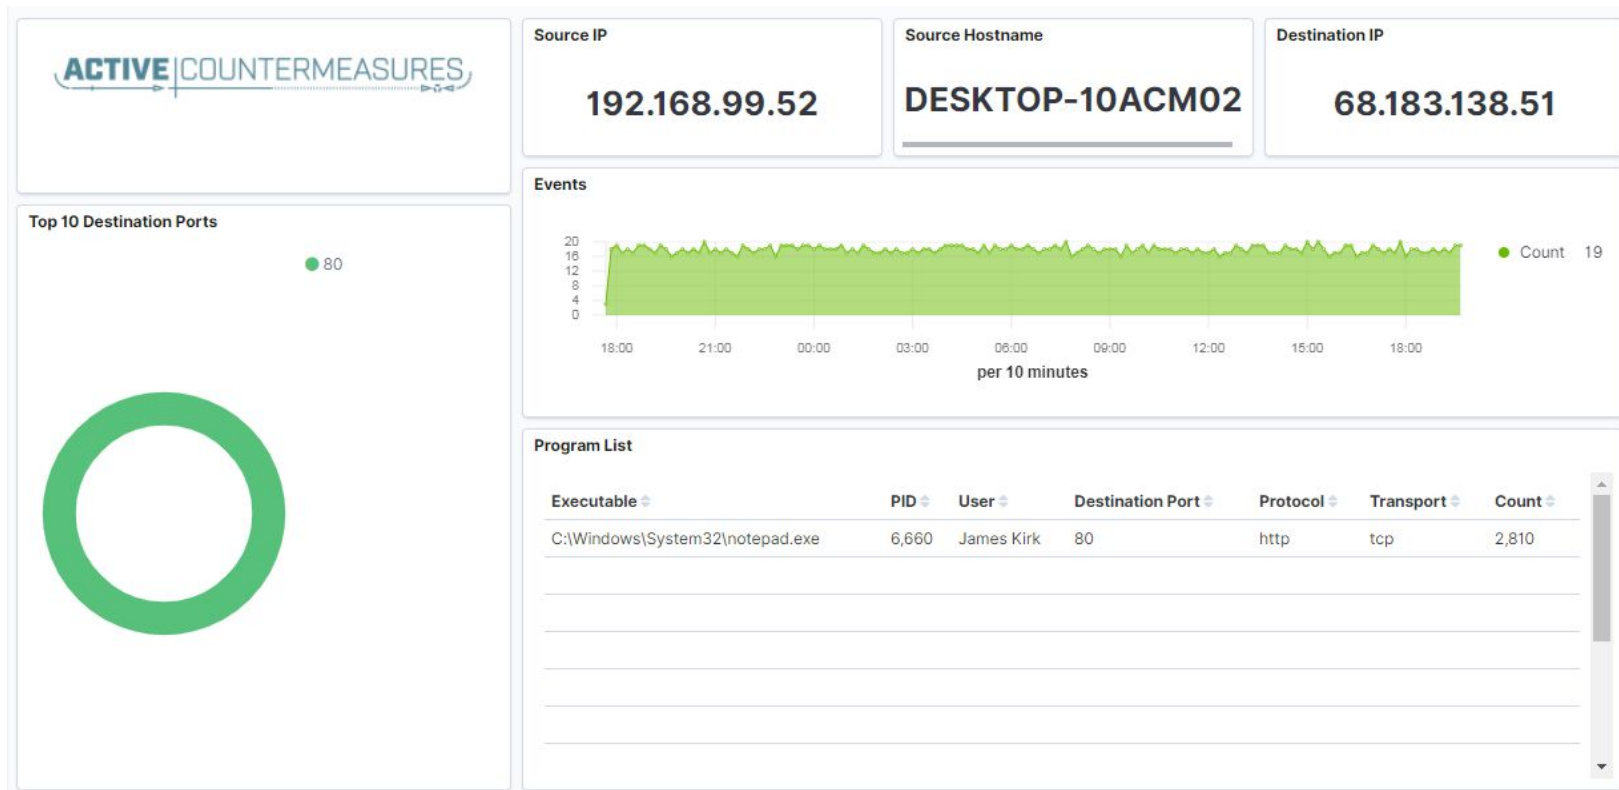 ACTIVE COUNTERMEASURES
Source IP
192.168.99.52
Source Hostname
DESKTOP-10ACM02
Destination IP
68.183.138.51
Top 10 Destination Ports
80
Events
20
16
12
8
4
0
18:00 21:00 00:00 03:00 06:00 09:00 12:00 15:00 18:00
per 10 minutes
Count 19
Program List
Executable PID User Destination Port Protocol Transport Count
C:\Windows\System32\notepad.exe 6,660 James Kirk 80 http tcp 2,810